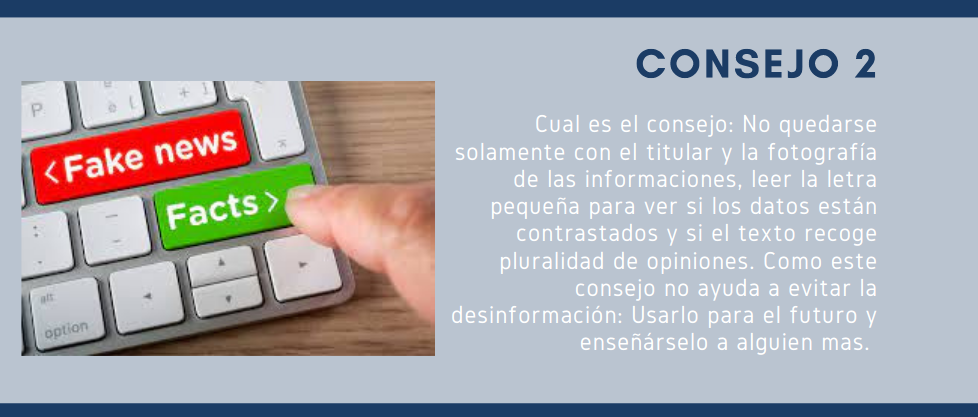 CONSEJO 2
Cual es el consejo: No quedarse
solamente con el titular y la fotografía
de las informaciones, leer la letra
pequeña para ver si los datos están
contrastados y si el texto recoge
pluralidad de opiniones. Como este
consejo no ayuda a evitar la
desinformación: Usarlo para el futuro y
enseñárselo a alguien mas.
P
è
{
+
}
<Fake news
Facts >
x
:
.
—
-
alt
option